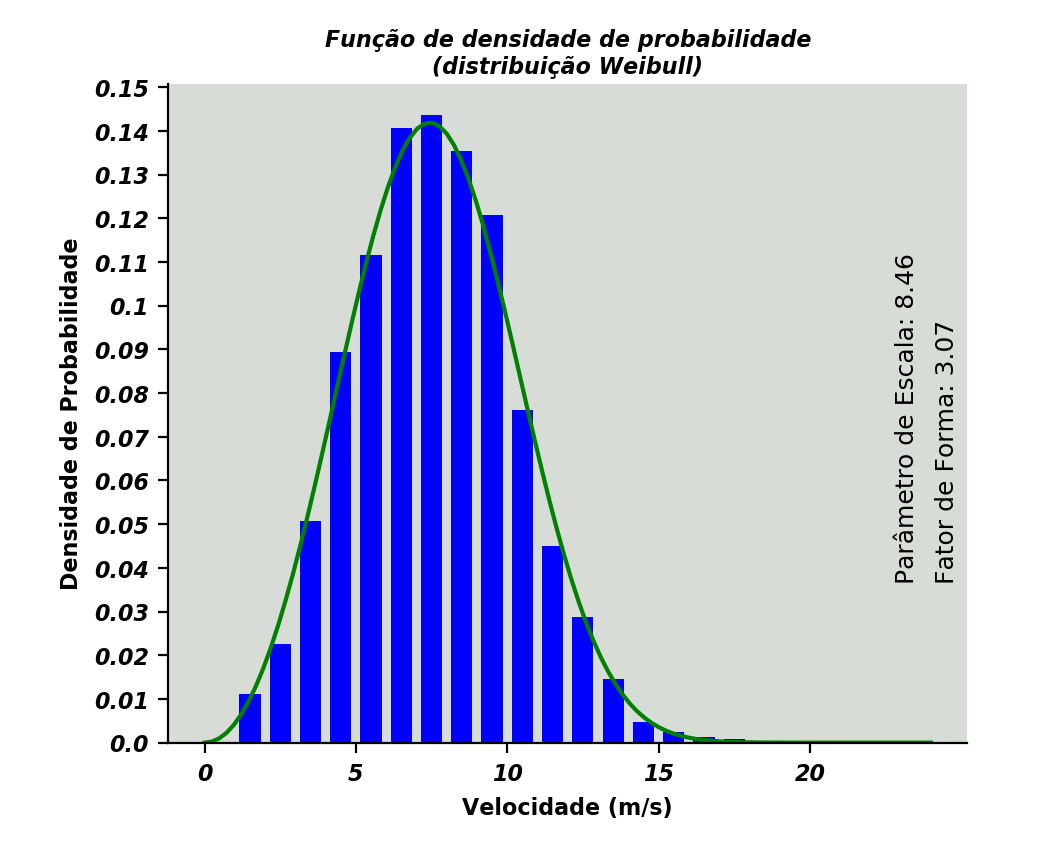 Função de densidade de probabilidade
(distribuição Weibull)
0.15
0.14
0.13
0.12
0.11
0.1
0.09
0.08
0.07
0.06
0.05
0.04
0.03
0.02
0.01
0.0
Densidade de Probabilidade
Parâmetro de Escala: 8.46
Fator de Forma: 3.07
0 5 10 15 20
Velocidade (m/s)